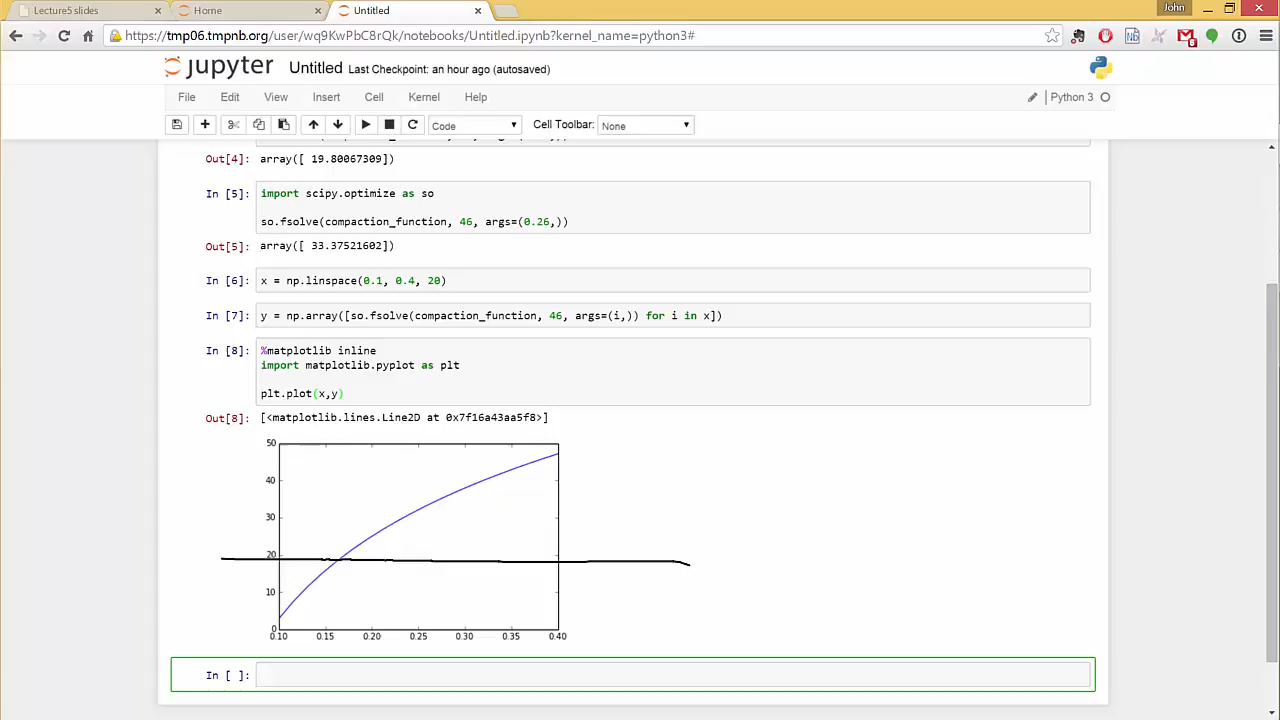 Lecture5 slides × Home × Untitled × John
https://tmp06.tmpnb.org/user/wq9KwPbC8rQk/notebooks/Untitled.ipynb?kernel_name=python3#
jupyter Untitled Last Checkpoint: an hour ago (autosaved)
File Edit View Insert Cell Kernel Help Python 3
Code Cell Toolbar: None
Out[4]: array([ 19.80067309])
In [5]: import scipy.optimize as so
so.fsolve(compaction_function, 46, args=(0.26,))
Out[5]: array([ 33.37521602])
In [6]: x = np.linspace(0.1, 0.4, 20)
In [7]: y = np.array([so.fsolve(compaction_function, 46, args=(i,)) for i in x])
In [8]: %matplotlib inline
import matplotlib.pyplot as plt
plt.plot(x,y)
Out[8]: [<matplotlib.lines.Line2D at 0x7f16a43aa5f8>]
50
40
30
20
10
0
0.10 0.15 0.20 0.25 0.30 0.35 0.40
In [ ]: